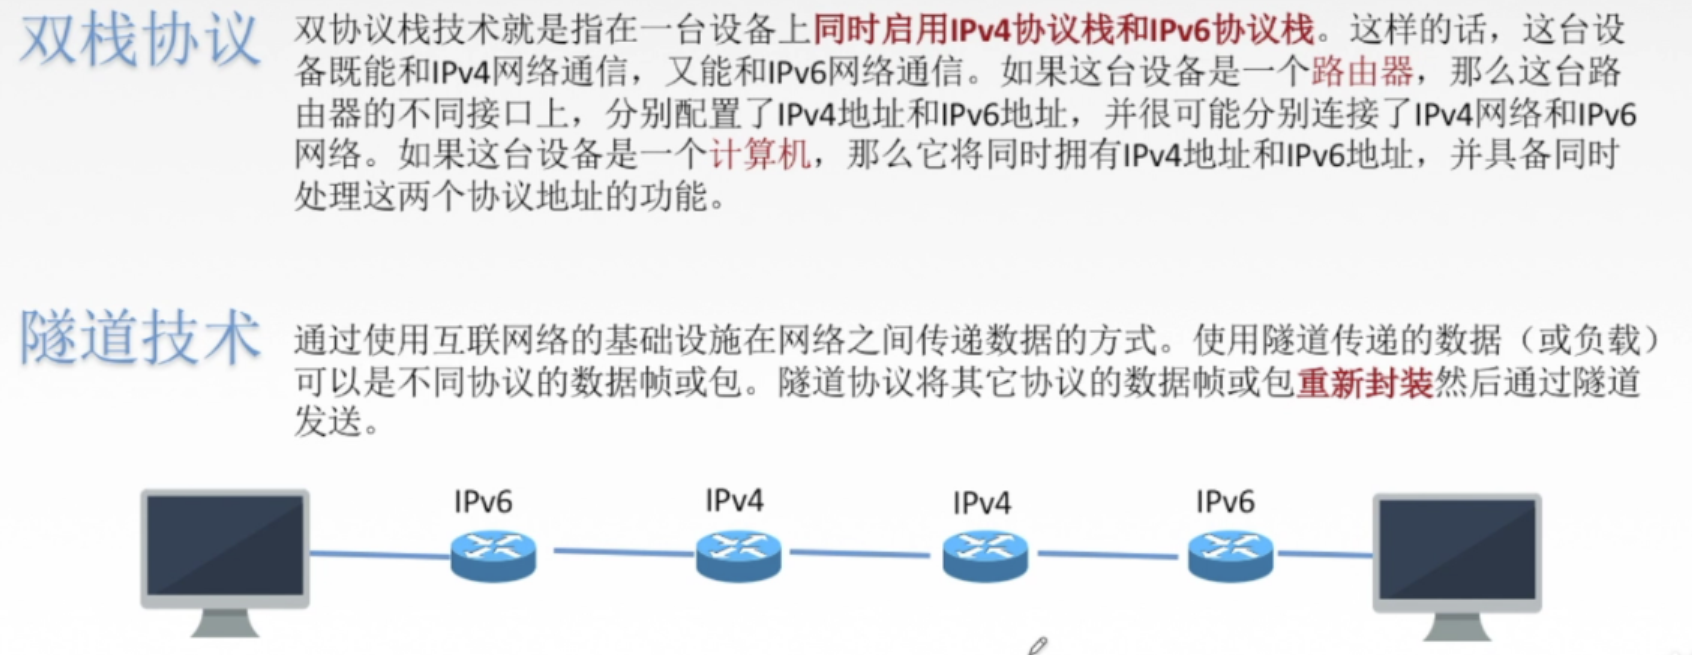 双栈协议
双协议栈技术就是指在一台设备上同时启用IPv4协议栈和IPv6协议栈。这样的话，这台设
备既能和IPv4网络通信，又能和IPv6网络通信。如果这台设备是一个路由器，那么这台路
由器的不同接口上，分别配置了IPv4地址和IPv6地址，并很可能分别连接了IPv4网络和IPv6
网络。如果这台设备是一个计算机，那么它将同时拥有IPv4地址和IPv6地址，并具备同时
处理这两个协议地址的功能。
隧道技术
通过使用互联网络的基础设施在网络之间传递数据的方式。使用隧道传递的数据（或负载）
可以是不同协议的数据帧或包。隧道协议将其它协议的数据帧或包重新封装然后通过隧道
发送。
IPv6 IPv4 IPv4 IPv6